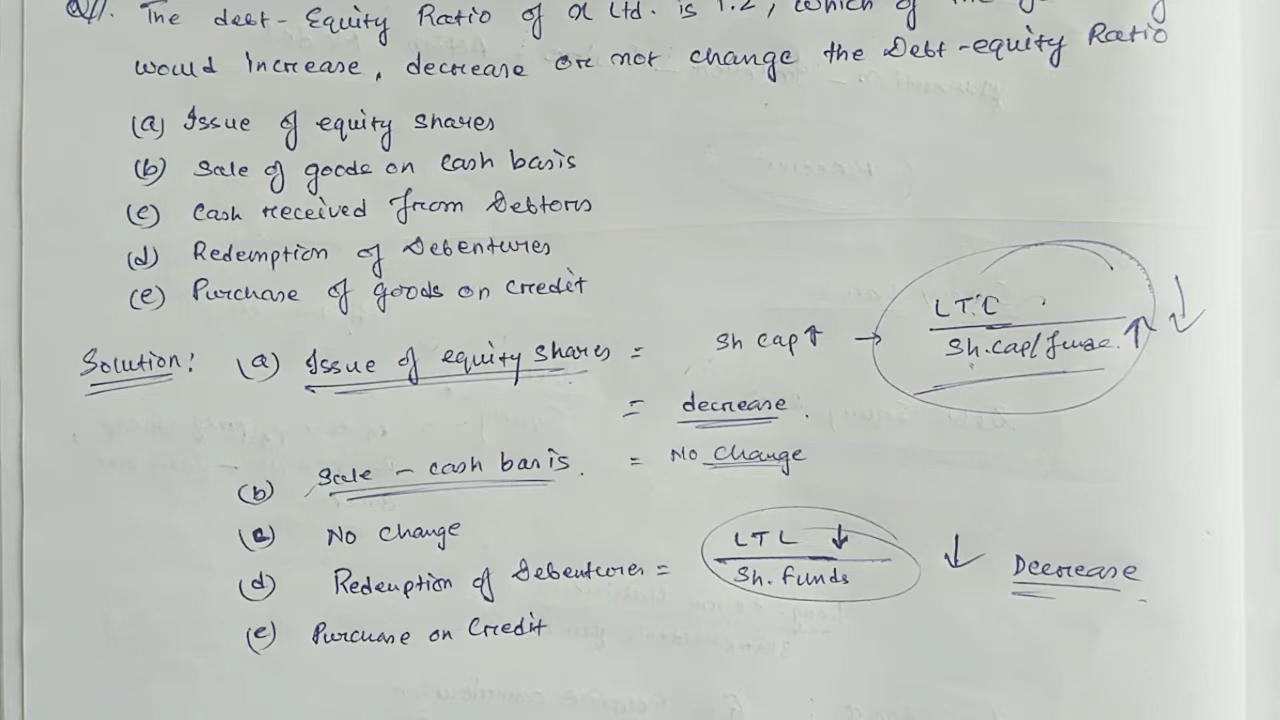 Q11. The debt-Equity Ratio of x Ltd. is 1.2, which of the
would increase, decrease or not change the Debt-equity Ratio
(a) Issue of equity shares
(b) Sale of goods on cash basis
(c) Cash received from Debtors
(d) Redemption of Debentures
(e) Purchase of goods on credit
Solution: (a) Issue of equity shares = Sh cap ↑ → LTL / Sh. cap/ funds. ↑ ↓
= decrease.
(b) Sale - cash basis. = No change
(c) No change
(d) Redemption of Debentures = LTL ↓ / Sh. funds ↓ Decrease
(e) Purchase on Credit